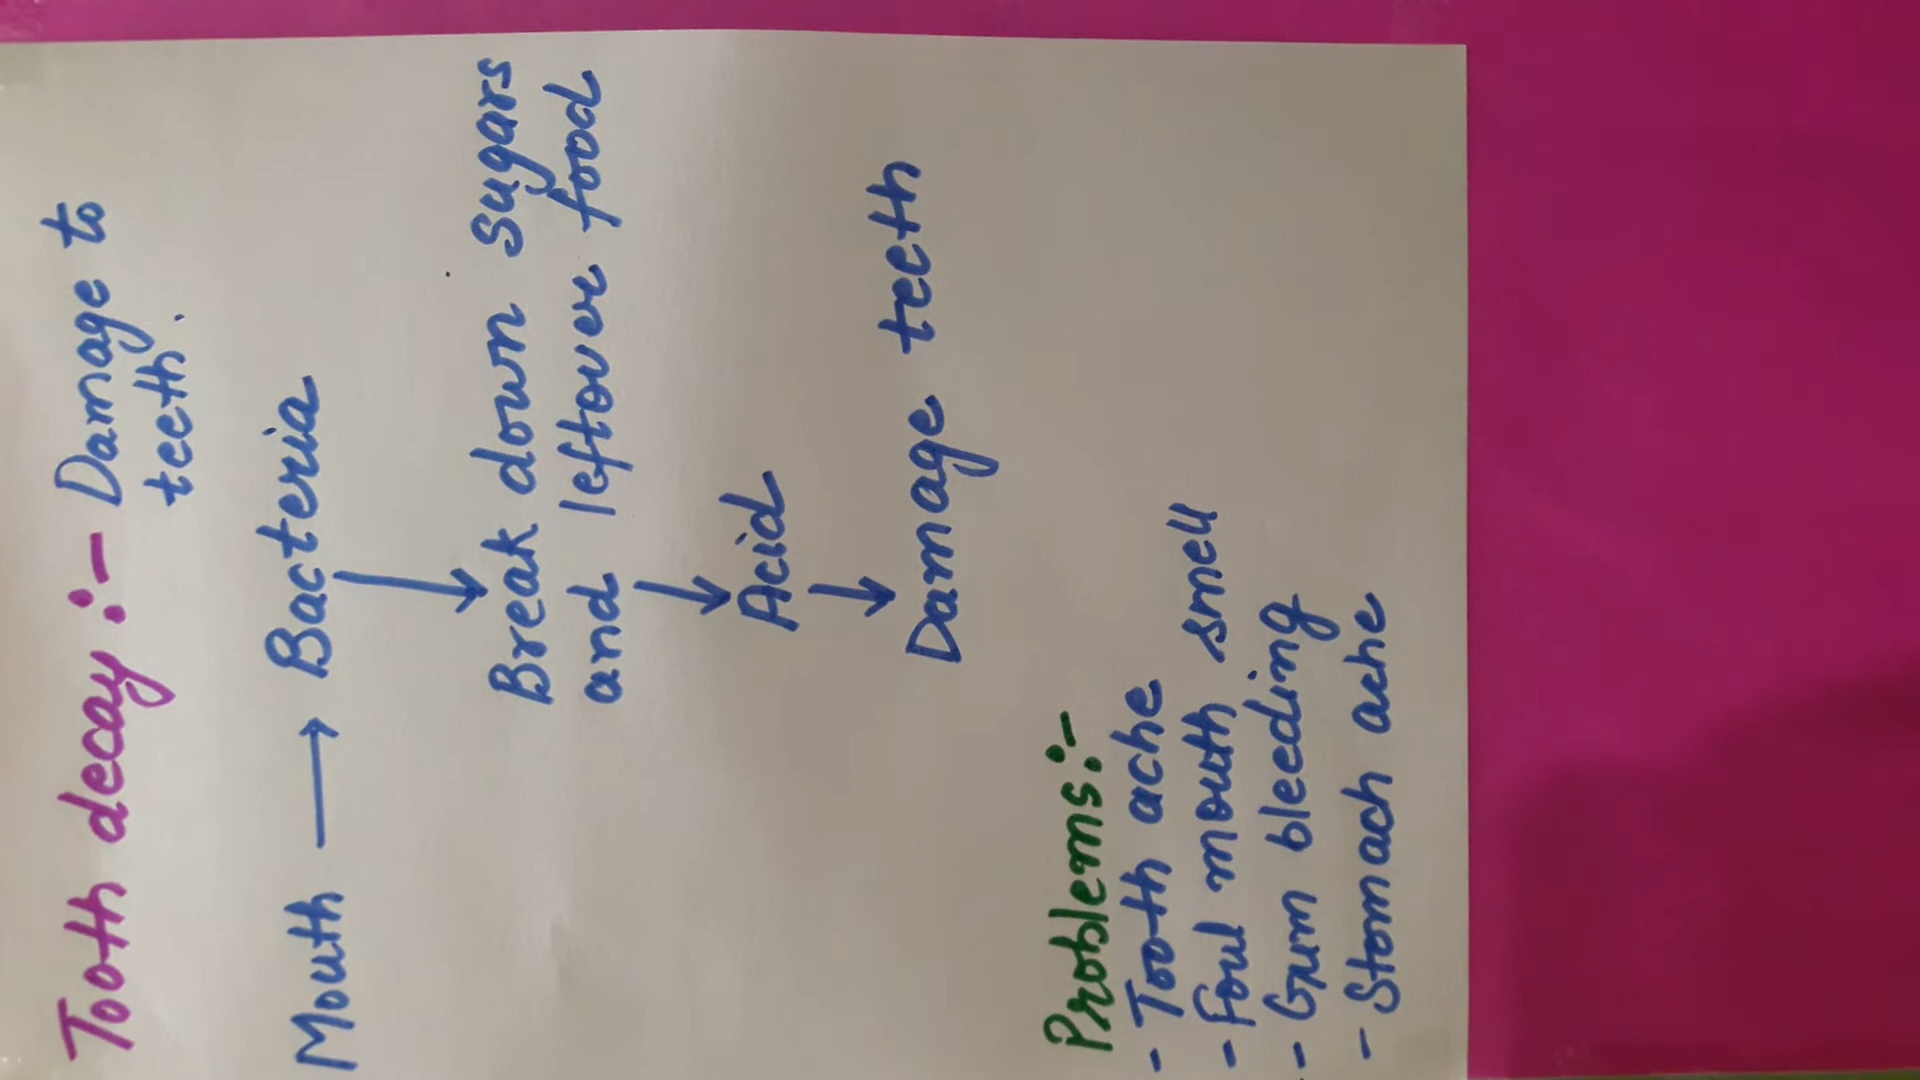 Tooth decay :- Damage to
teeth.
Mouth → Bacteria
↓
Break down sugars
and leftover food
↓
Acid
↓
Damage teeth
Problems:-
- Tooth ache
- Foul mouth smell
- Gum bleeding
- Stomach ache